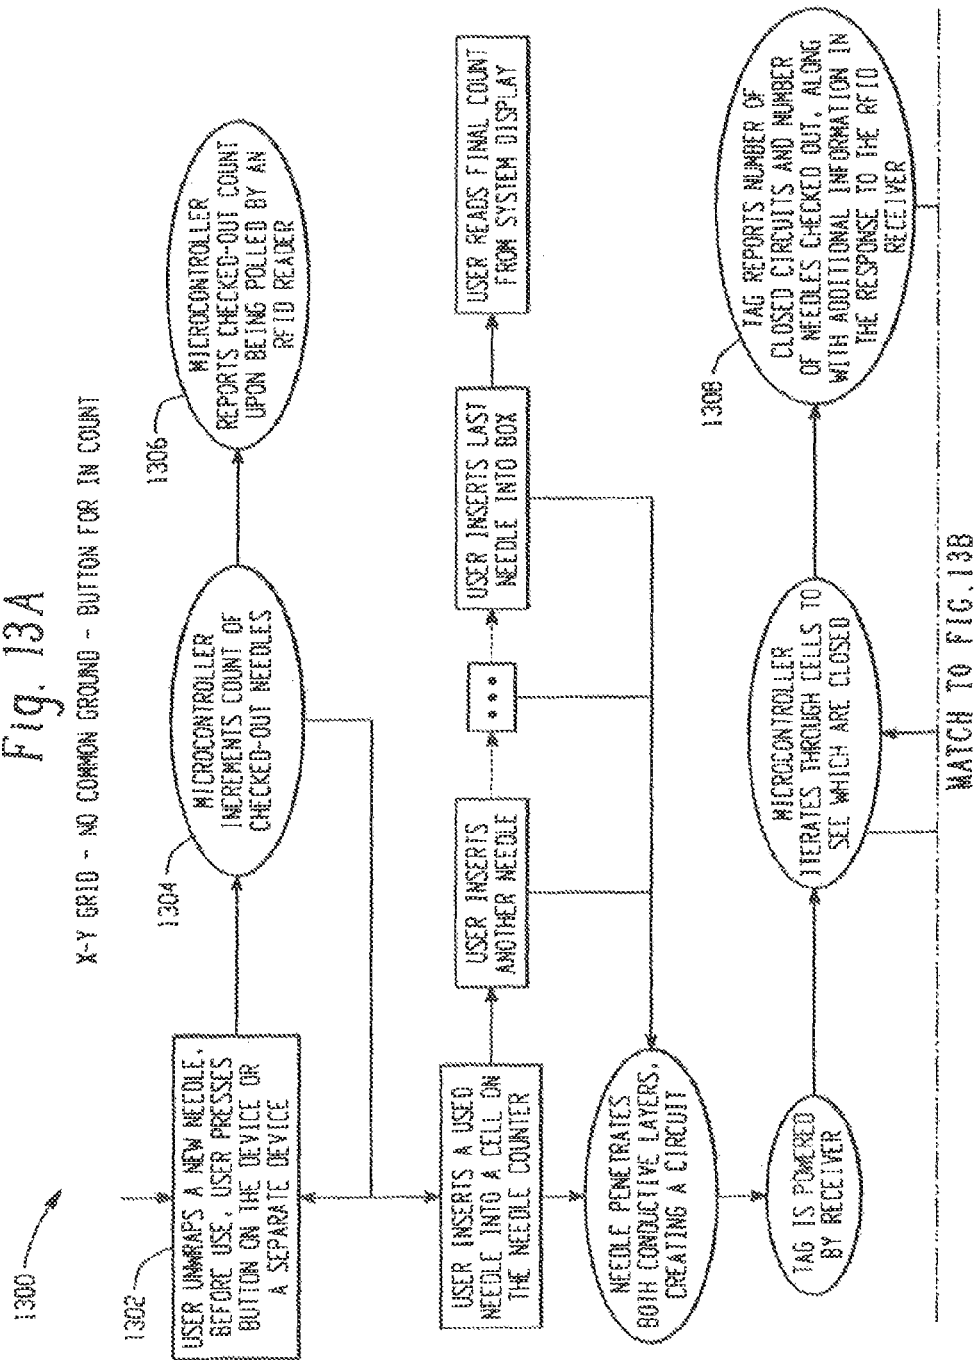 Fig. 13A
X-Y GRID - NO COMMON GROUND - BUTTON FOR IN COUNT
1300
1302
USER UNWRAPS A NEW NEEDLE,
BEFORE USE, USER PRESSES
BUTTON ON THE DEVICE OR
A SEPARATE DEVICE
1304
MICROCONTROLLER
INCREMENTS COUNT OF
CHECKED-OUT NEEDLES
1306
MICROCONTROLLER
REPORTS CHECKED-OUT COUNT
UPON BEING POLLED BY AN
RFID READER
USER INSERTS A USED
NEEDLE INTO A CELL ON
THE NEEDLE COUNTER
USER INSERTS
ANOTHER NEEDLE
•••
USER INSERTS LAST
NEEDLE INTO BOX
USER READS FINAL COUNT
FROM SYSTEM DISPLAY
NEEDLE PENETRATES
BOTH CONDUCTIVE LAYERS,
CREATING A CIRCUIT
TAG IS POWERED
BY RECEIVER
MICROCONTROLLER
ITERATES THROUGH CELLS TO
SEE WHICH ARE CLOSED
1308
TAG REPORTS NUMBER OF
CLOSED CIRCUITS AND NUMBER
OF NEEDLES CHECKED OUT, ALONG
WITH ADDITIONAL INFORMATION IN
THE RESPONSE TO THE RFID
RECEIVER
MATCH TO FIG.13B